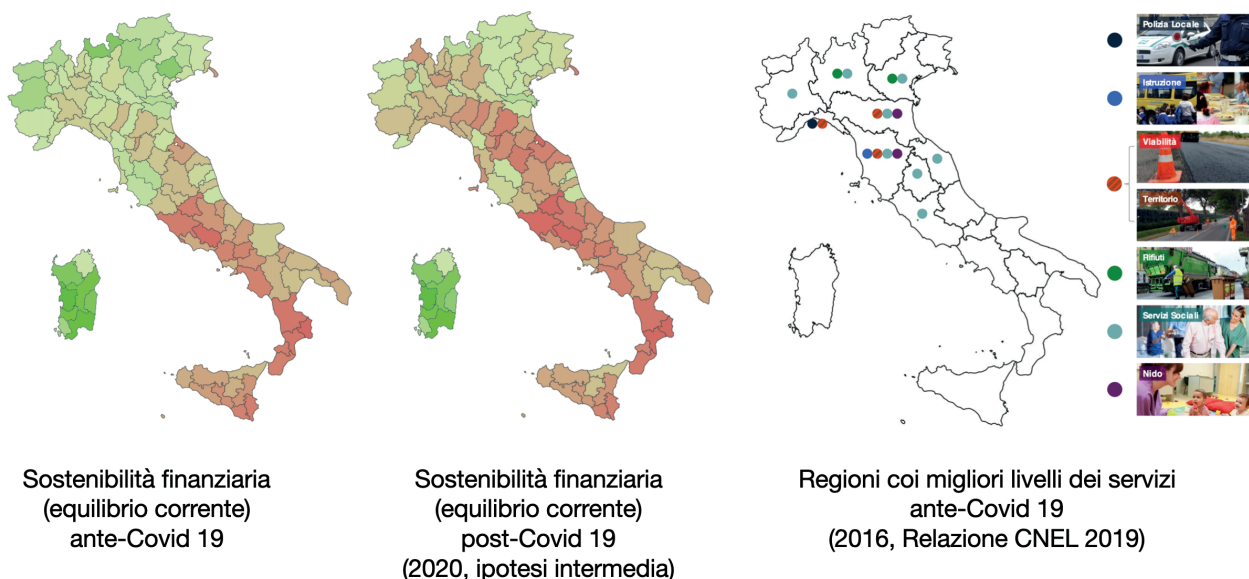 Polizia Locale
Istruzione
Viabilità
Territorio
Rifiuti
Servizi Sociali
Nido
Sostenibilità finanziaria
(equilibrio corrente)
ante-Covid 19
Sostenibilità finanziaria
(equilibrio corrente)
post-Covid 19
(2020, ipotesi intermedia)
Regioni coi migliori livelli dei servizi
ante-Covid 19
(2016, Relazione CNEL 2019)